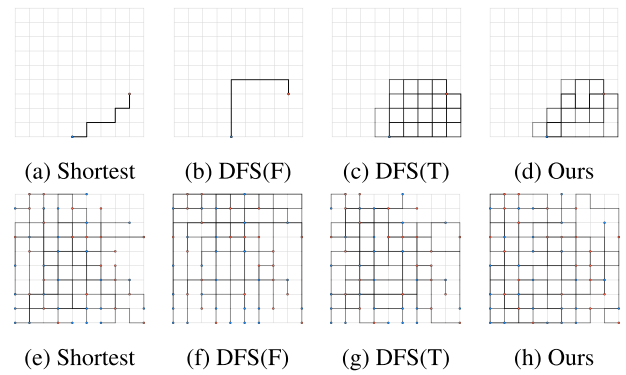 (a) Shortest (b) DFS(F) (c) DFS(T) (d) Ours
(e) Shortest (f) DFS(F) (g) DFS(T) (h) Ours